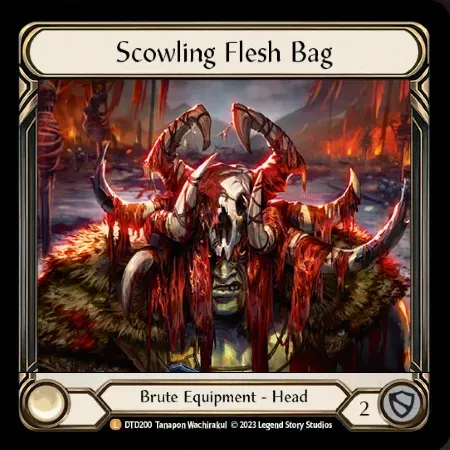 Scowling Flesh Bag
Brute Equipment - Head
2
L DTD200 Tanapon Wachirakul © 2023 Legend Story Studios